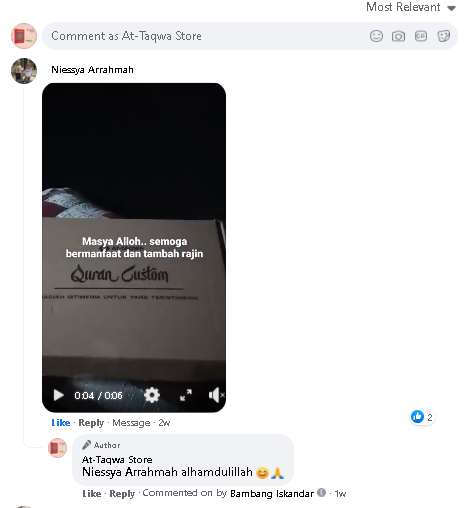 Most Relevant
Comment as At-Taqwa Store
Niessya Arrahmah
Masya Alloh.. semoga
bermanfaat dan tambah rajin
Quran Custom
HADIAH ISTIMEWA UNTUK YANG TERISTIMEWA
0:04 / 0:06
Like · Reply · Message · 2w
2
Author
At-Taqwa Store
Niessya Arrahmah alhamdulillah 😊🙏
Like · Reply · Commented on by Bambang Iskandar · 1w